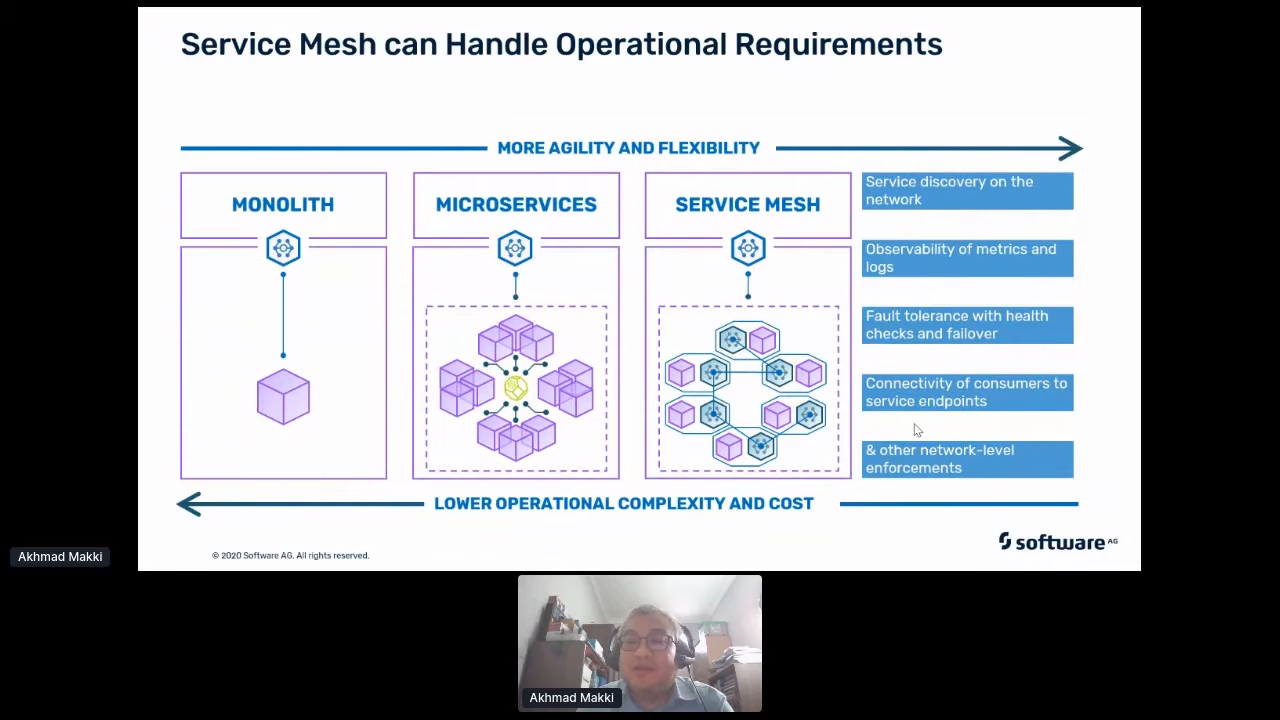 Service Mesh can Handle Operational Requirements
MORE AGILITY AND FLEXIBILITY
MONOLITH
MICROSERVICES
SERVICE MESH
Service discovery on the
network
Observability of metrics and
logs
Fault tolerance with health
checks and failover
Connectivity of consumers to
service endpoints
& other network-level
enforcements
LOWER OPERATIONAL COMPLEXITY AND COST
© 2020 Software AG. All rights reserved.
software AG
Akhmad Makki
Akhmad Makki